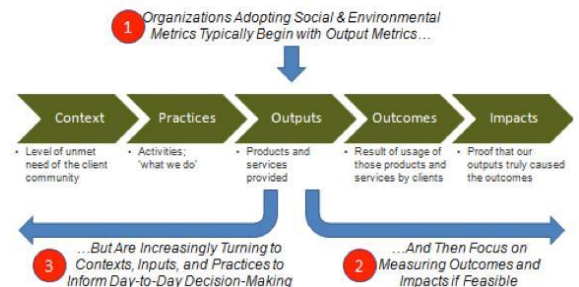 1
Organizations Adopting Social & Environmental
Metrics Typically Begin with Output Metrics...
Context
Practices
Outputs
Outcomes
Impacts
• Level of unmet
need of the client
community
• Activities;
'what we do'
• Products and
services
provided
• Result of usage of
those products and
services by clients
• Proof that our
outputs truly caused
the outcomes
3
...But Are Increasingly Turning to
Contexts, Inputs, and Practices to
Inform Day-to-Day Decision-Making
2
...And Then Focus on
Measuring Outcomes and
Impacts if Feasible